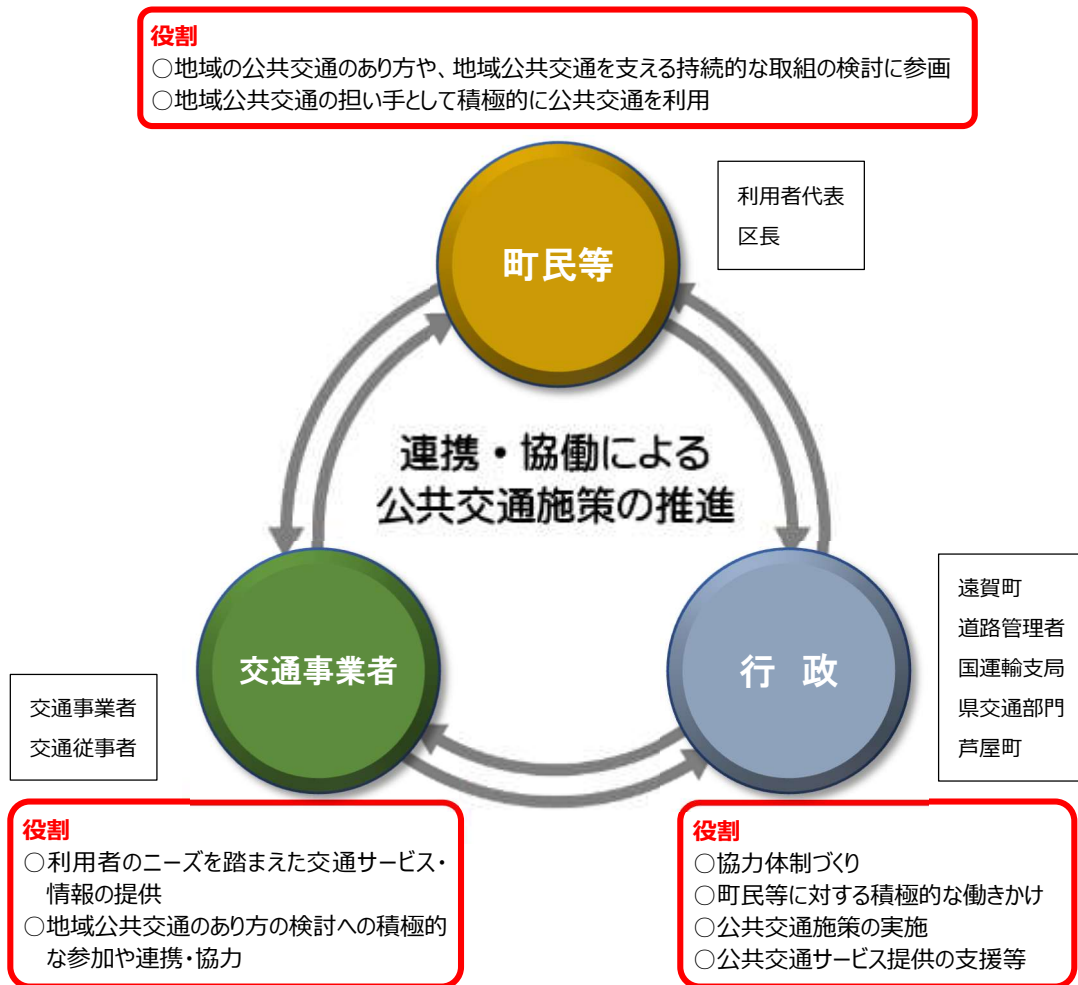 役割
○地域の公共交通のあり方や、地域公共交通を支える持続的な取組の検討に参画
○地域公共交通の担い手として積極的に公共交通を利用
町民等
利用者代表
区長
連携・協働による
公共交通施策の推進
交通事業者
交通事業者
交通従事者
役割
○利用者のニーズを踏まえた交通サービス・
情報の提供
○地域公共交通のあり方の検討への積極的
な参加や連携・協力
行 政
遠賀町
道路管理者
国運輸支局
県交通部門
芦屋町
役割
○協力体制づくり
○町民等に対する積極的な働きかけ
○公共交通施策の実施
○公共交通サービス提供の支援等